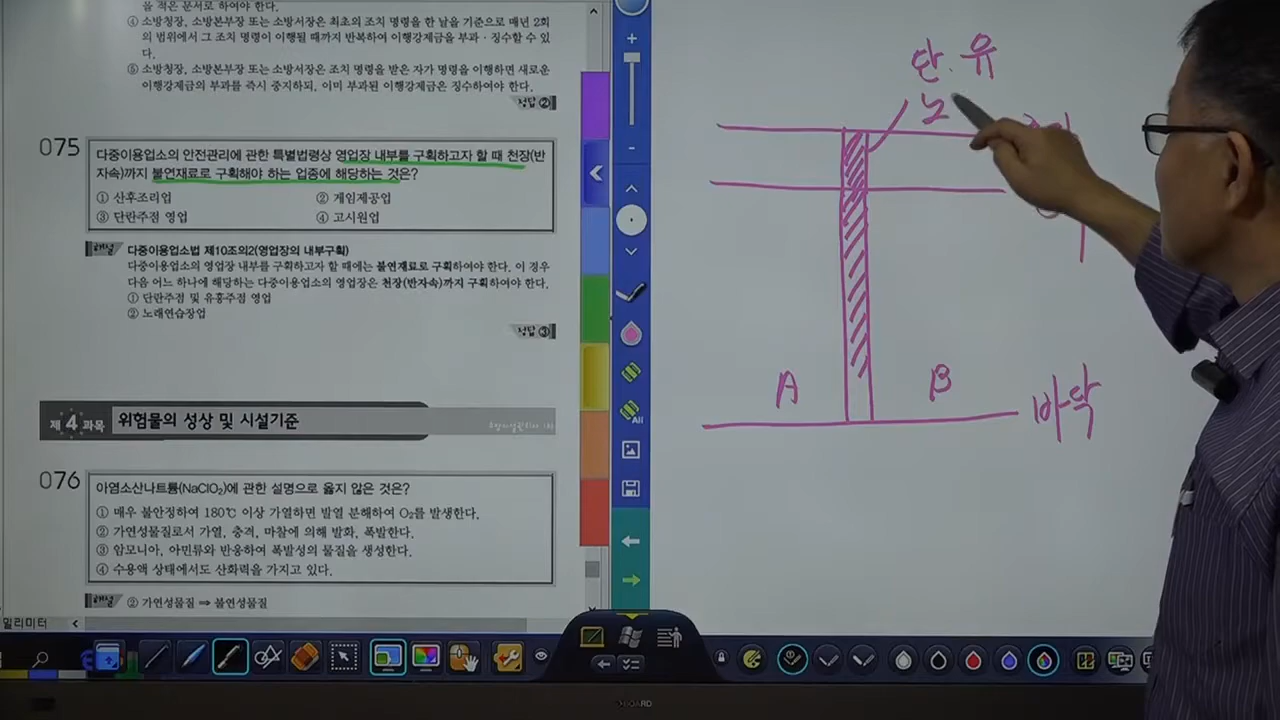 을 적은 문서로 하여야 한다.
④ 소방청장, 소방본부장 또는 소방서장은 최초의 조치 명령을 한 날을 기준으로 매년 2회
의 범위에서 그 조치 명령이 이행될 때까지 반복하여 이행강제금을 부과·징수할 수 있
다.
⑤ 소방청장, 소방본부장 또는 소방서장은 조치 명령을 받은 자가 명령을 이행하면 새로운
이행강제금의 부과를 즉시 중지하되, 이미 부과된 이행강제금은 징수하여야 한다.
정답 ②
075
다중이용업소의 안전관리에 관한 특별법령상 영업장 내부를 구획하고자 할 때 천장(반
자속)까지 불연재료로 구획해야 하는 업종에 해당하는 것은?
① 산후조리업 ② 게임제공업
③ 단란주점 영업 ④ 고시원업
해설 다중이용업소법 제10조의2(영업장의 내부구획)
다중이용업소의 영업장 내부를 구획하고자 할 때에는 불연재료로 구획하여야 한다. 이 경우
다음 어느 하나에 해당하는 다중이용업소의 영업장은 천장(반자속)까지 구획하여야 한다.
① 단란주점 및 유흥주점 영업
② 노래연습장업
정답 ③
제 4 과목 위험물의 성상 및 시설기준
076
아염소산나트륨(NaClO₂)에 관한 설명으로 옳지 않은 것은?
① 매우 불안정하여 180℃ 이상 가열하면 발열 분해하여 O₂를 발생한다.
② 가연성물질로서 가열, 충격, 마찰에 의해 발화, 폭발한다.
③ 암모니아, 아민류와 반응하여 폭발성의 물질을 생성한다.
④ 수용액 상태에서도 산화력을 가지고 있다.
해설 ② 가연성물질 ⇒ 불연성물질
밀리미터
All
단. 유
노
A
B
바닥